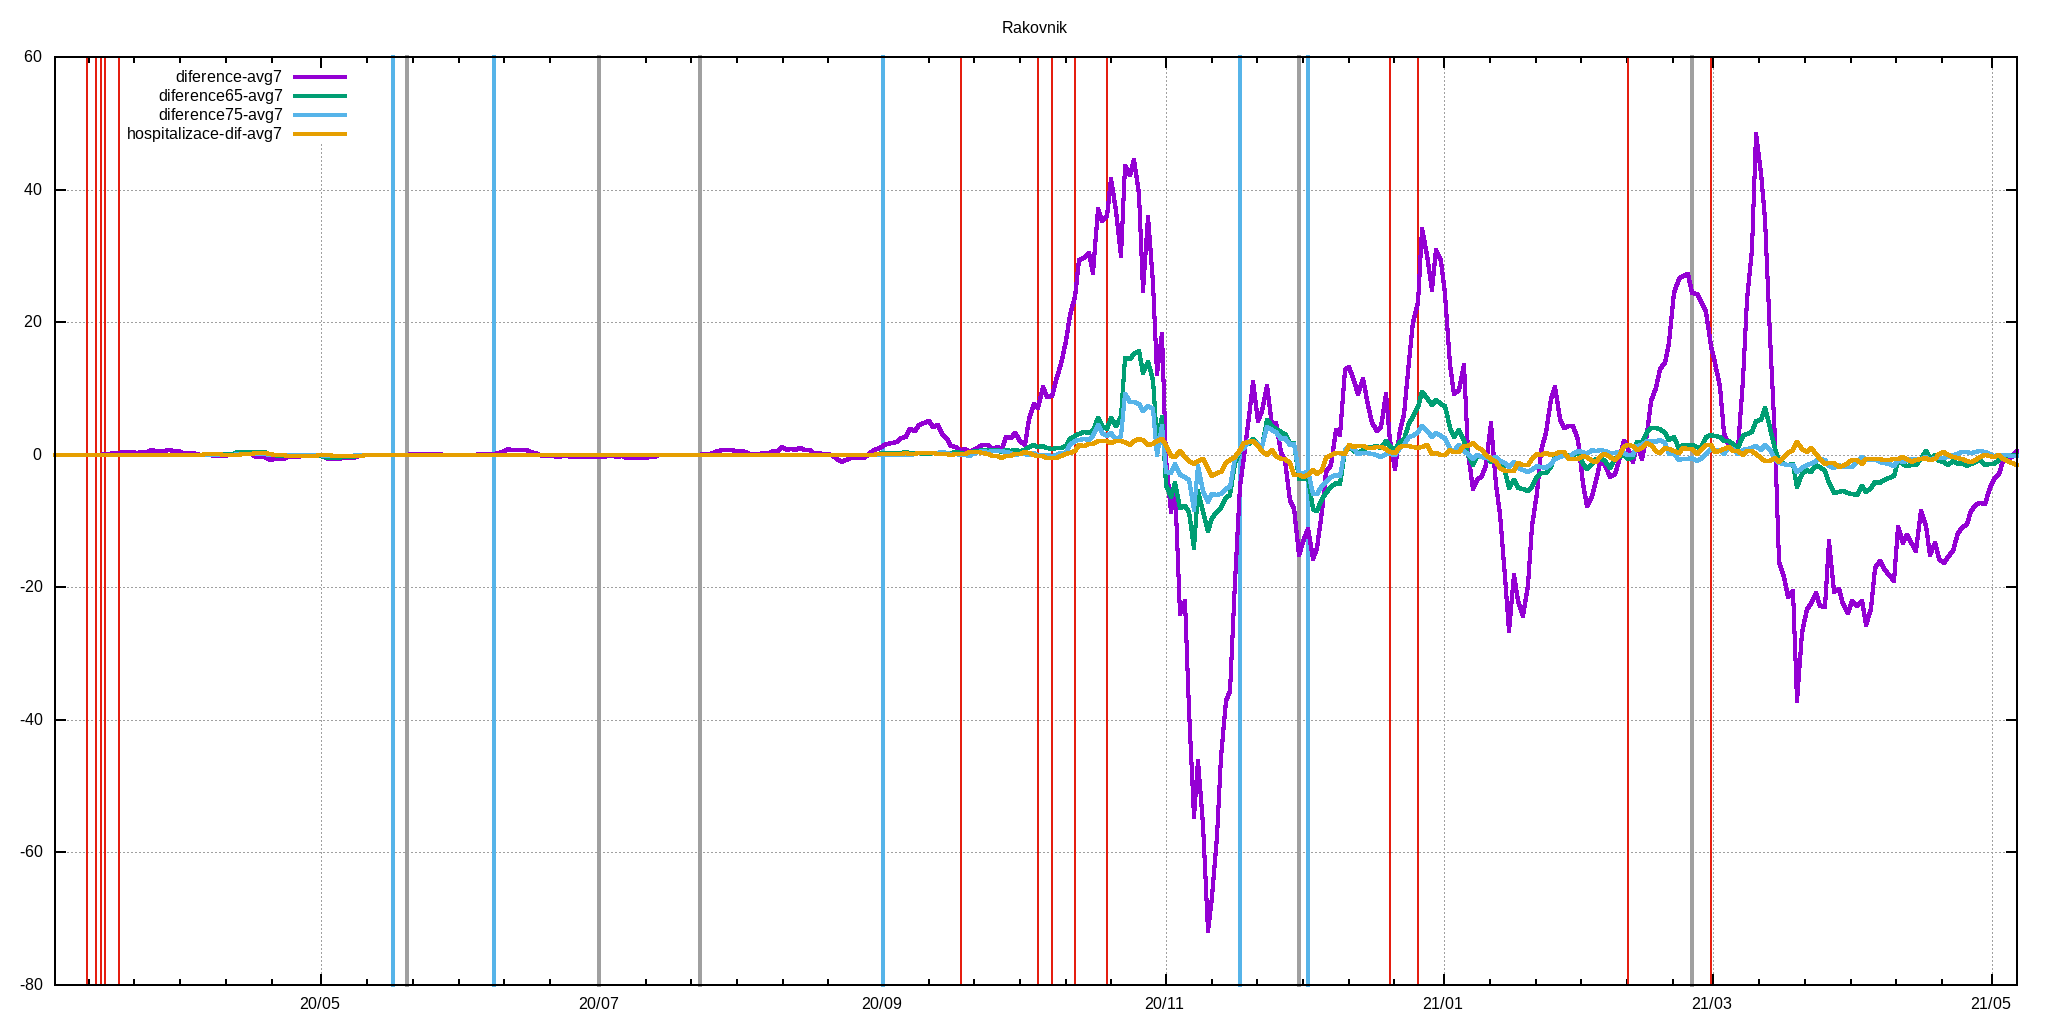 Rakovnik
diference-avg7
diference65-avg7
diference75-avg7
hospitalizace-dif-avg7
60
40
20
0
-20
-40
-60
-80
20/05 20/07 20/09 20/11 21/01 21/03 21/05